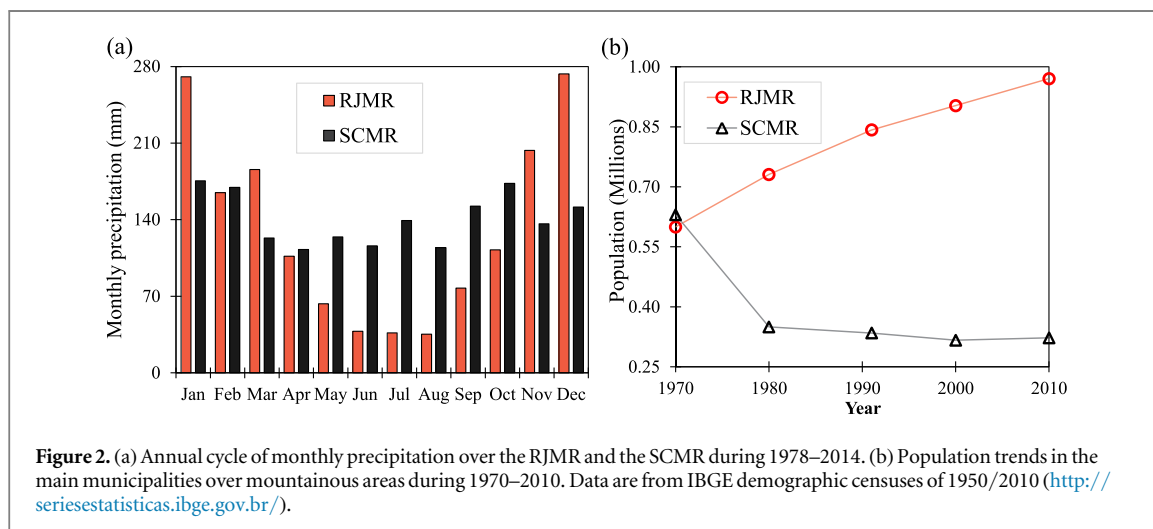 (a)
Monthly precipitation (mm)
280
210
140
70
0
RJMR
SCMR
Jan Feb Mar Apr May Jun Jul Aug Sep Oct Nov Dec
(b)
Population (Millions)
1.00
0.85
0.70
0.55
0.40
0.25
RJMR
SCMR
1970 1980 1990 2000 2010
Year
Figure 2. (a) Annual cycle of monthly precipitation over the RJMR and the SCMR during 1978–2014. (b) Population trends in the
main municipalities over mountainous areas during 1970–2010. Data are from IBGE demographic censuses of 1950/2010 (http://
seriesestatisticas.ibge.gov.br/).